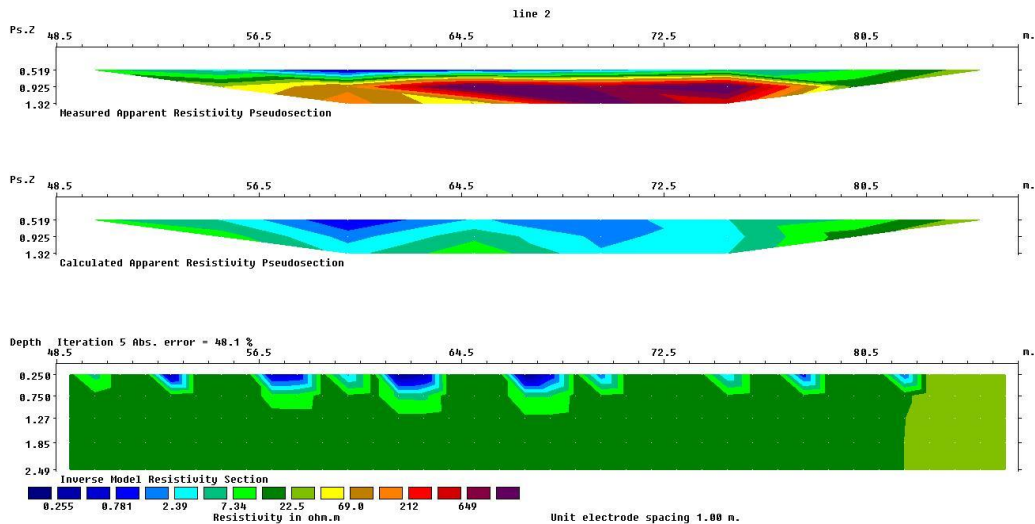 line 2
Ps.Z 48.5 56.5 64.5 72.5 80.5 m.
0.519
0.925
1.32
Measured Apparent Resistivity Pseudosection
Ps.Z 48.5 56.5 64.5 72.5 80.5 m.
0.519
0.925
1.32
Calculated Apparent Resistivity Pseudosection
Depth Iteration 5 Abs. error = 48.1 %
48.5 56.5 64.5 72.5 80.5 m.
0.250
0.750
1.27
1.85
2.49
Inverse Model Resistivity Section
0.255 0.781 2.39 7.34 22.5 69.0 212 649
Resistivity in ohm.m Unit electrode spacing 1.00 m.